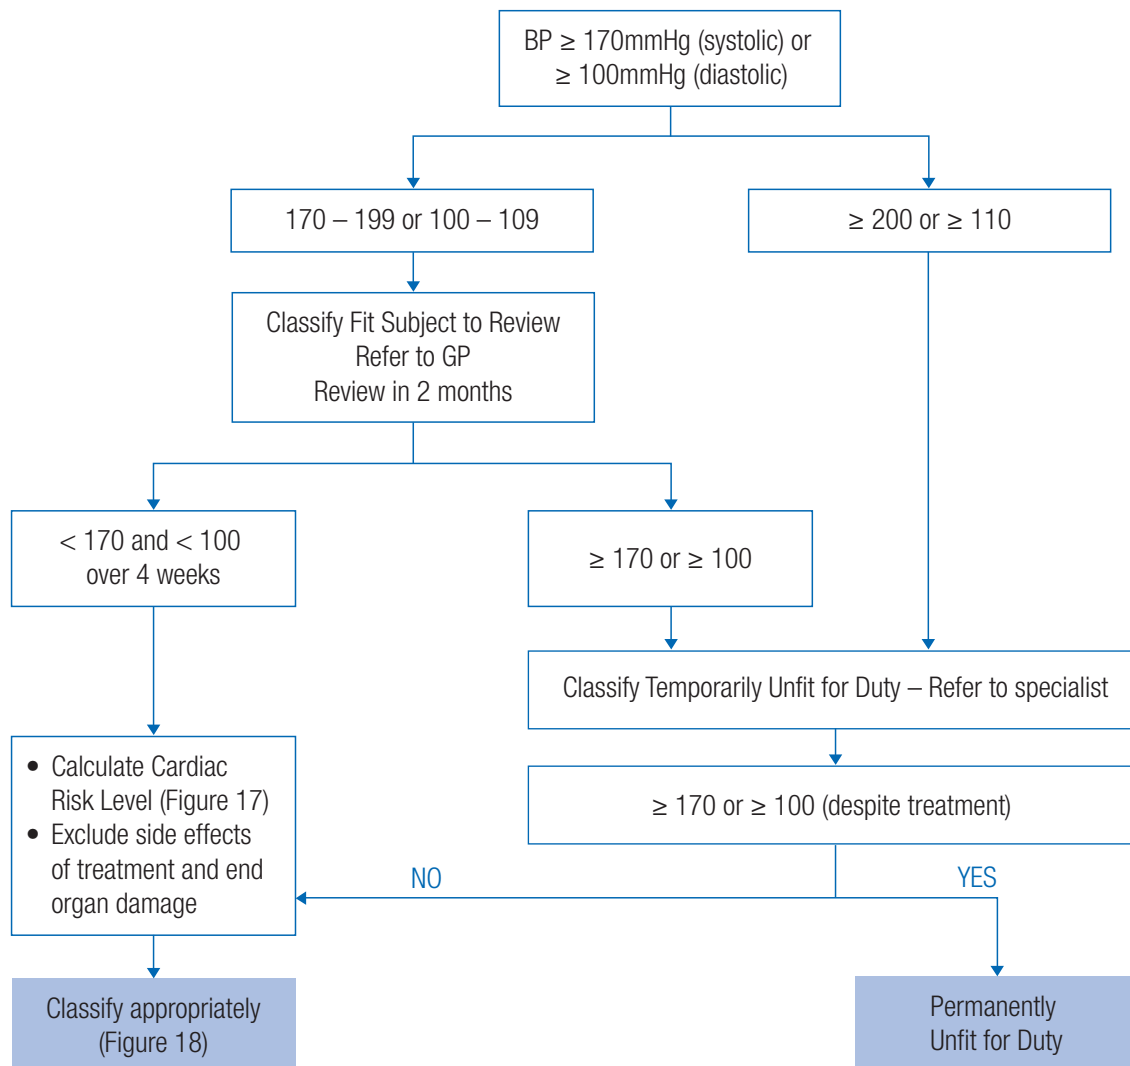 BP ≥ 170mmHg (systolic) or
≥ 100mmHg (diastolic)
170 – 199 or 100 – 109
≥ 200 or ≥ 110
Classify Fit Subject to Review
Refer to GP
Review in 2 months
< 170 and < 100
over 4 weeks
≥ 170 or ≥ 100
Classify Temporarily Unfit for Duty – Refer to specialist
• Calculate Cardiac
Risk Level (Figure 17)
• Exclude side effects
of treatment and end
organ damage
≥ 170 or ≥ 100 (despite treatment)
NO
YES
Classify appropriately
(Figure 18)
Permanently
Unfit for Duty